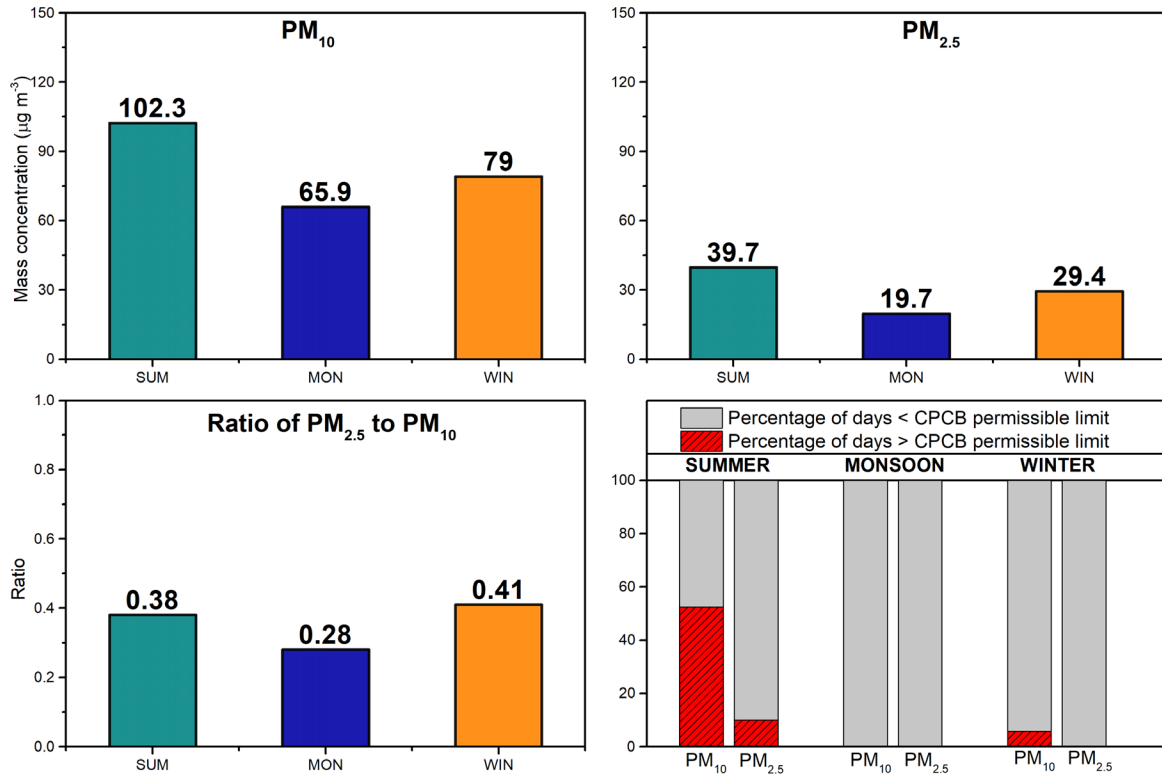 PM10
Mass concentration (μg m-3)
150
120
90
60
30
0
102.3
65.9
79
SUM
MON
WIN
PM2.5
150
120
90
60
30
0
39.7
19.7
29.4
SUM
MON
WIN
Ratio of PM2.5 to PM10
Ratio
1.0
0.8
0.6
0.4
0.2
0.0
0.38
0.28
0.41
SUM
MON
WIN
Percentage of days < CPCB permissible limit
Percentage of days > CPCB permissible limit
SUMMER MONSOON WINTER
100
80
60
40
20
0
PM10 PM2.5 PM10 PM2.5 PM10 PM2.5